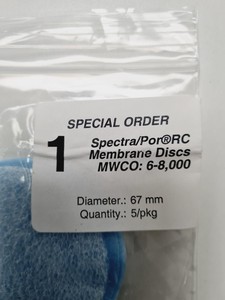 SPECIAL ORDER
1
Spectra/Por®RC
Membrane Discs
MWCO: 6-8,000
Diameter.: 67 mm
Quantity.: 5/pkg